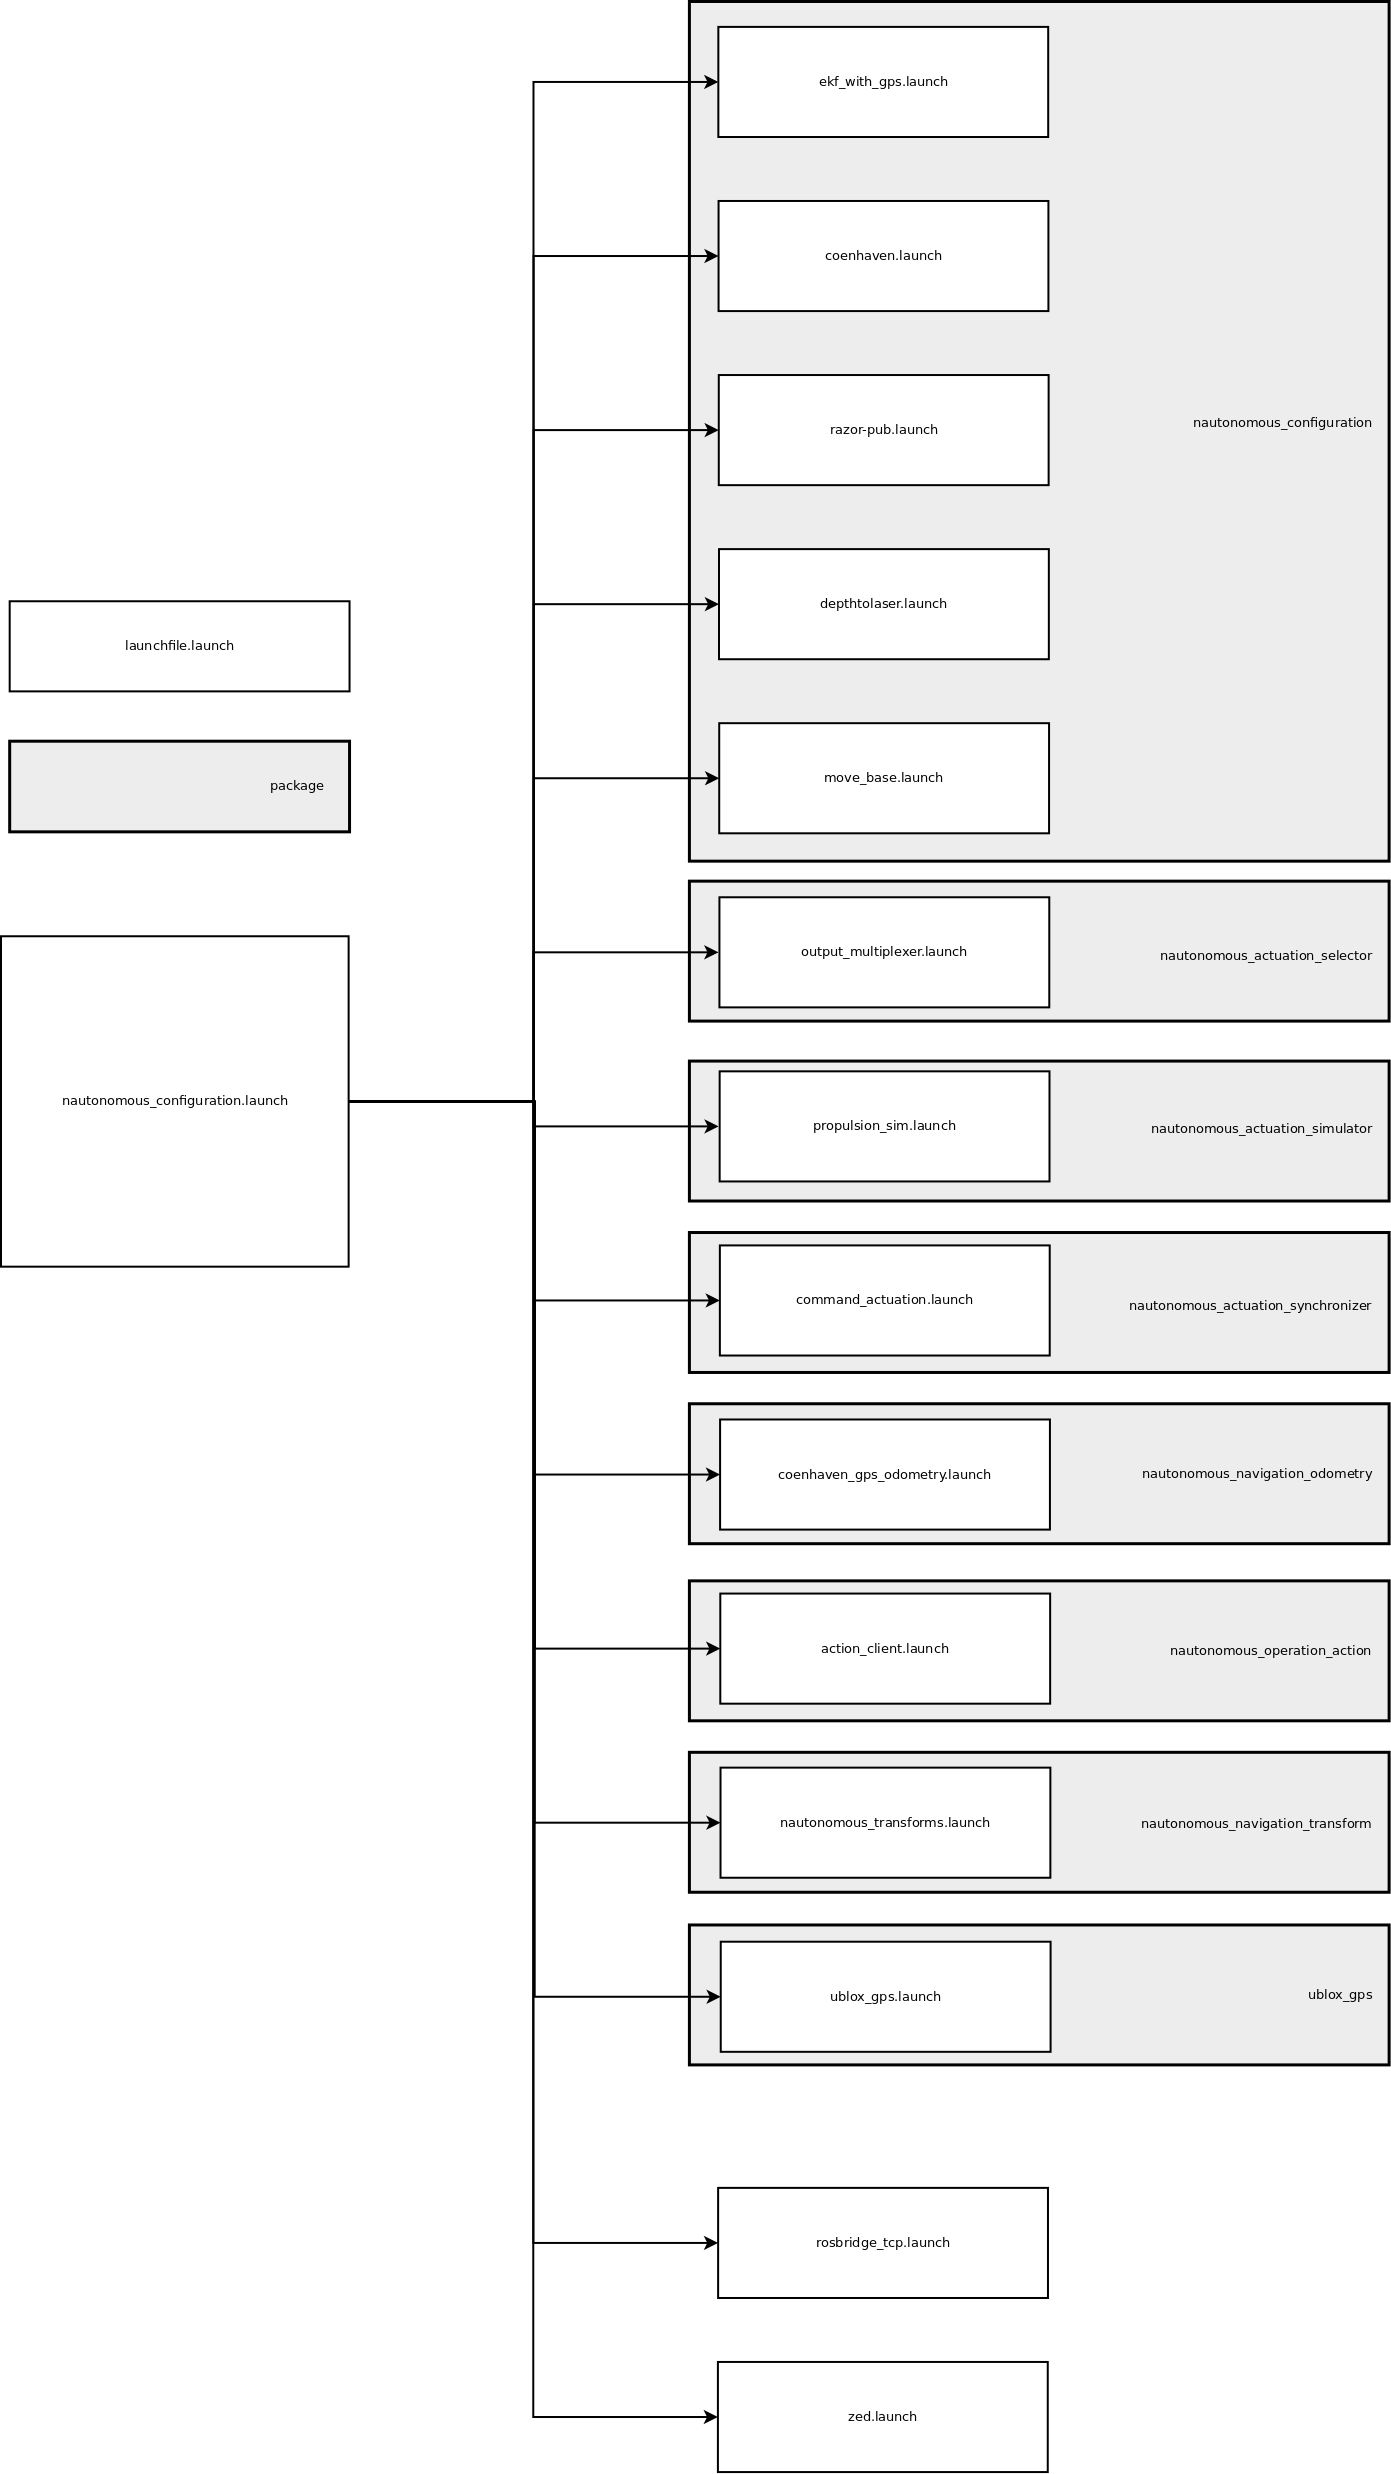 ekf_with_gps.launch
coenhaven.launch
razor-pub.launch
nautonomous_configuration
depthtolaser.launch
launchfile.launch
move_base.launch
package
output_multiplexer.launch
nautonomous_actuation_selector
nautonomous_configuration.launch
propulsion_sim.launch
nautonomous_actuation_simulator
command_actuation.launch
nautonomous_actuation_synchronizer
coenhaven_gps_odometry.launch
nautonomous_navigation_odometry
action_client.launch
nautonomous_operation_action
nautonomous_transforms.launch
nautonomous_navigation_transform
ublox_gps.launch
ublox_gps
rosbridge_tcp.launch
zed.launch